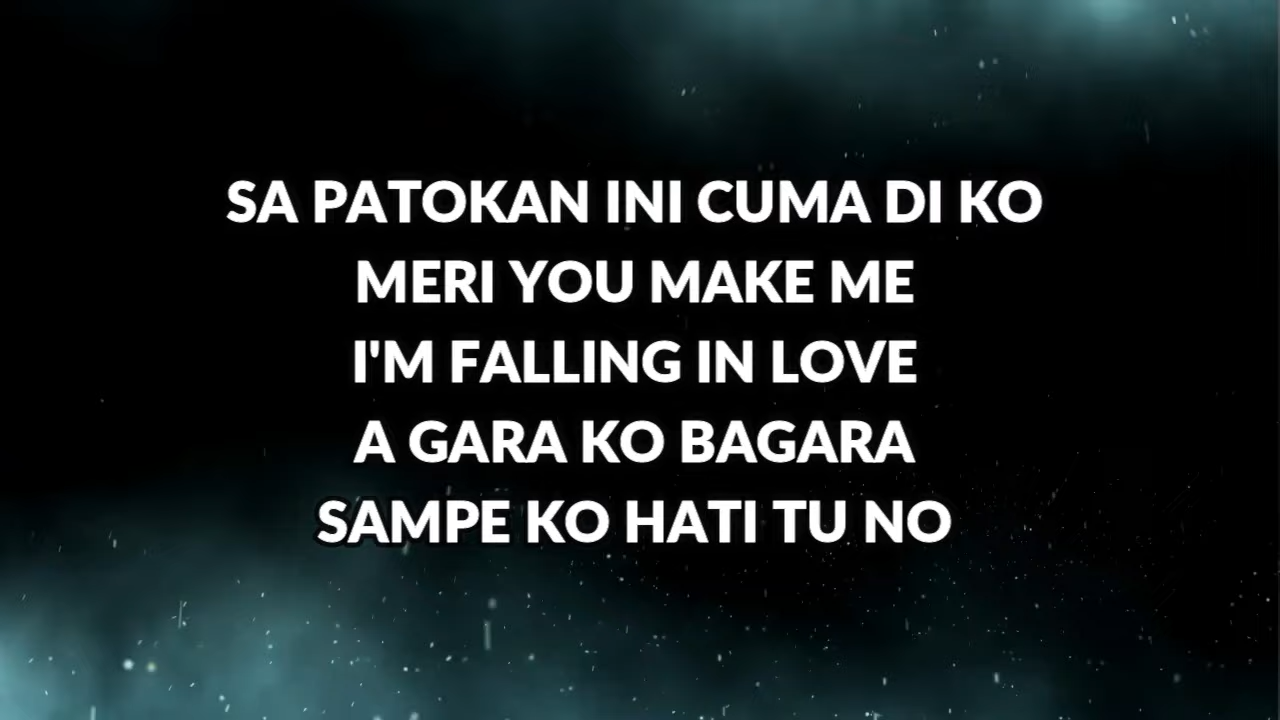 SA PATOKAN INI CUMA DI KO
MERI YOU MAKE ME
I'M FALLING IN LOVE
A GARA KO BAGARA
SAMPE KO HATI TU NO